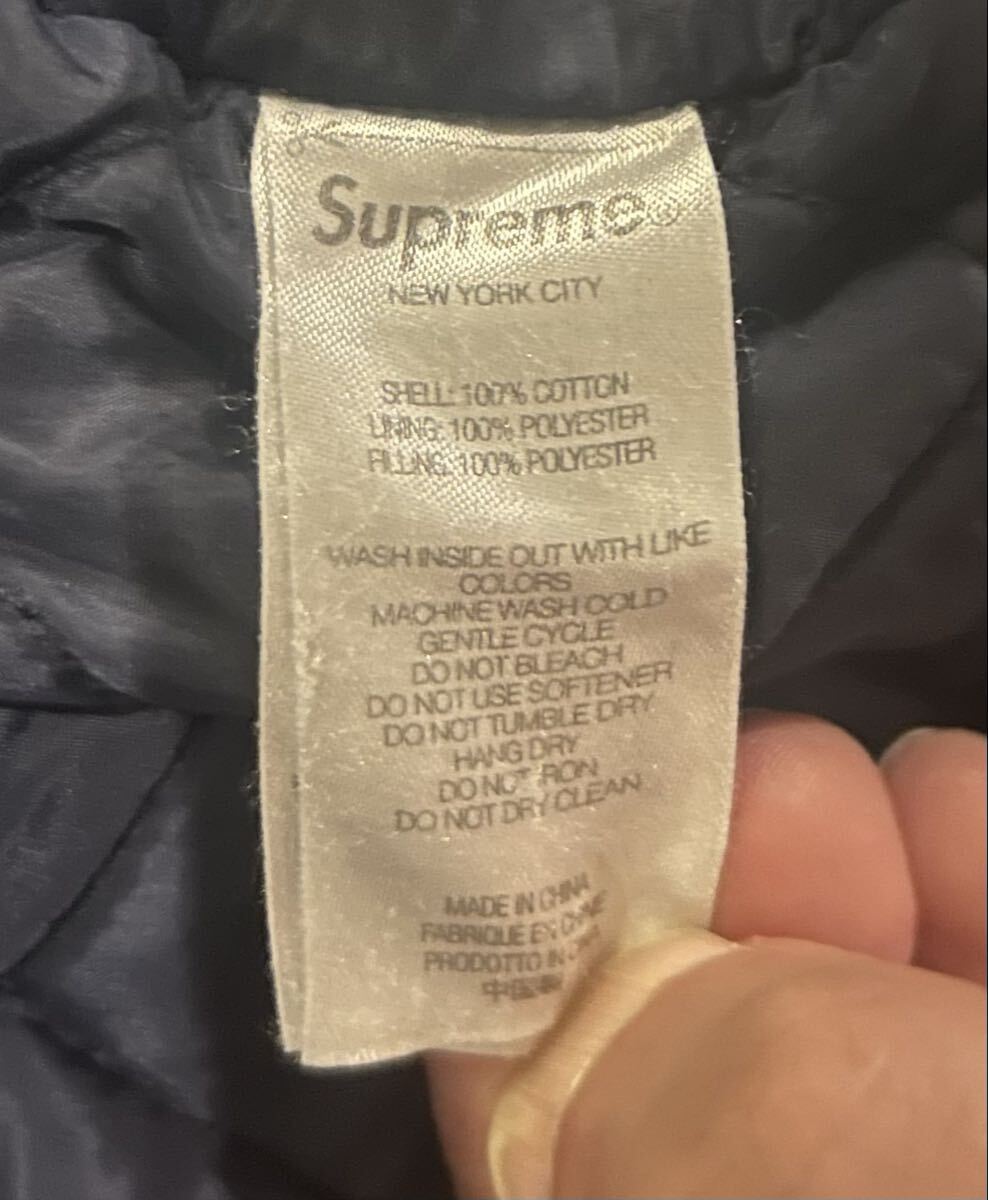 Supreme®
NEW YORK CITY
SHELL: 100% COTTON
LINING: 100% POLYESTER
FILLING: 100% POLYESTER
WASH INSIDE OUT WITH LIKE
COLORS
MACHINE WASH COLD
GENTLE CYCLE
DO NOT BLEACH
DO NOT USE SOFTENER
DO NOT TUMBLE DRY
HANG DRY
DO NOT IRON
DO NOT DRY CLEAN
MADE IN CHINA
FABRIQUE EN CHINE
PRODOTTO IN
中国